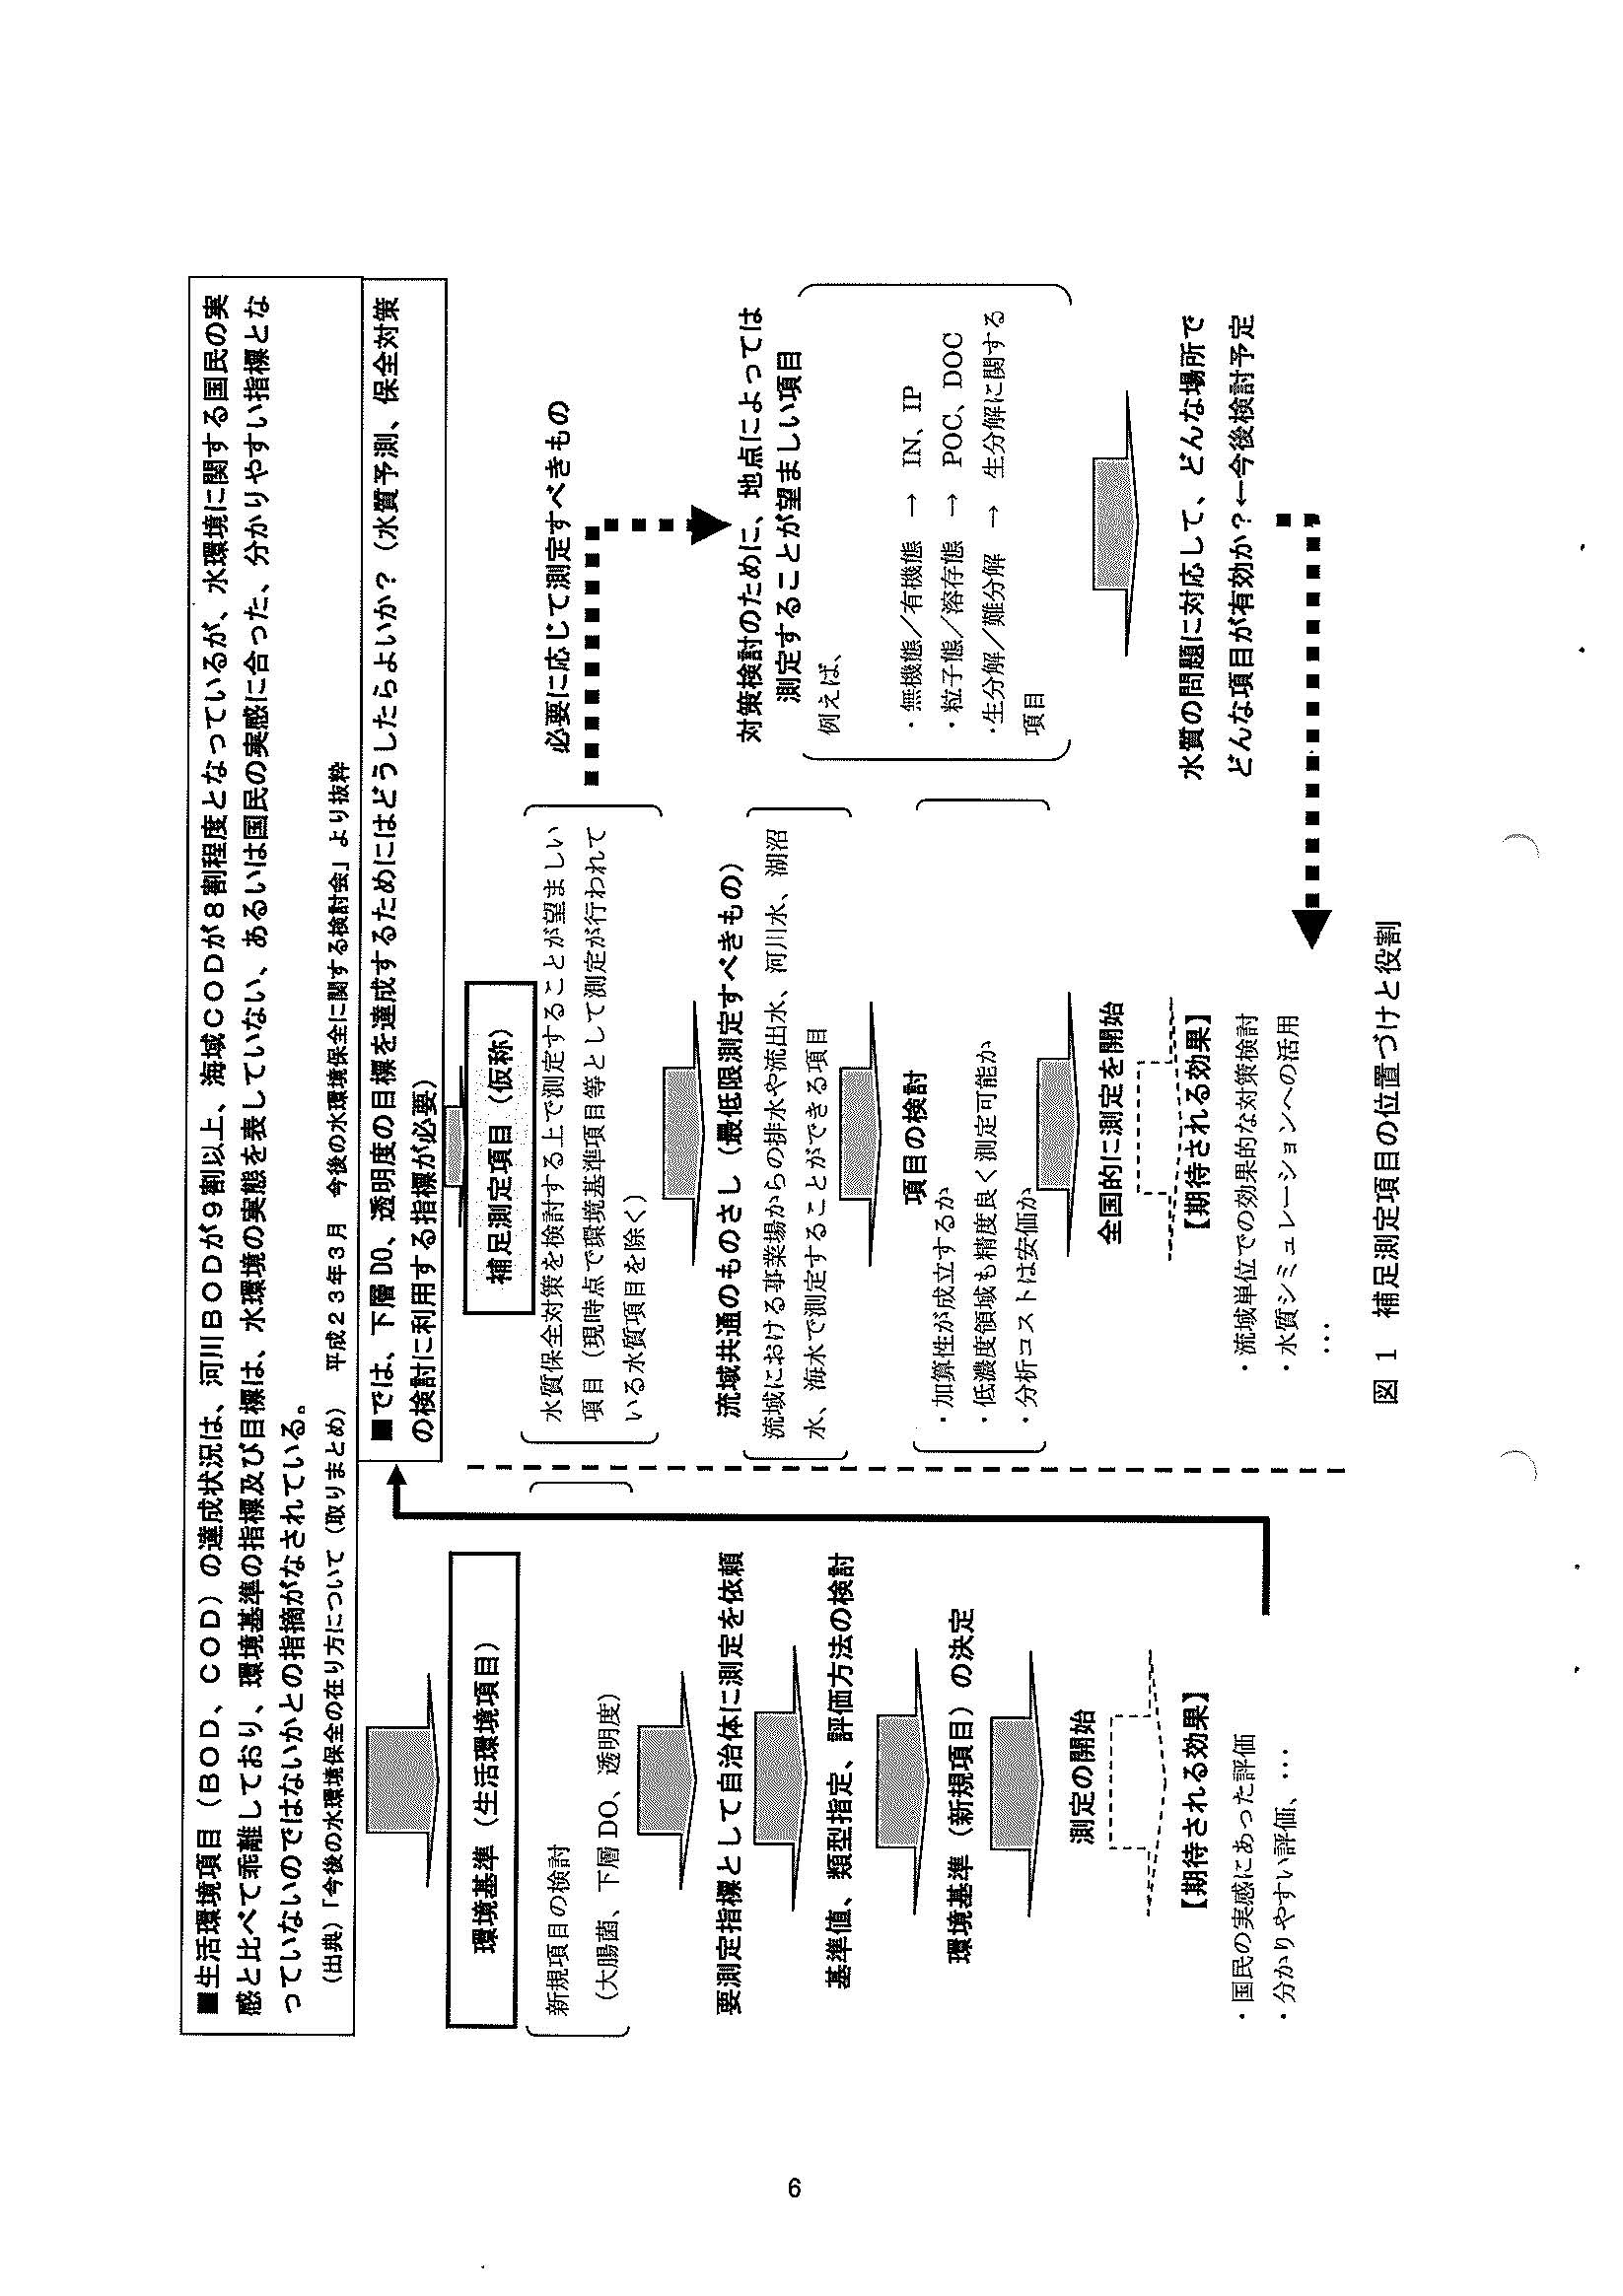 ■生活環境項目（ＢＯＤ、ＣＯＤ）の達成状況は、河川ＢＯＤが９割以上、海域ＣＯＤが８割程度となっているが、水環境に関する国民の実
感と比べて乖離しており、環境基準の指標及び目標は、水環境の実態を表していない、あるいは国民の実感に合った、分かりやすい指標とな
っていないのではないかとの指摘がなされている。
（出典）「今後の水環境保全の在り方について（取りまとめ） 平成２３年３月 今後の水環境保全に関する検討会」より抜粋
■では、下層DO、透明度の目標を達成するためにはどうしたらよいか？（水質予測、保全対策
の検討に利用する指標が必要）
環境基準（生活環境項目）
新規項目の検討
（大腸菌、下層DO、透明度）
要測定指標として自治体に測定を依頼
基準値、類型指定、評価方法の検討
環境基準（新規項目）の決定
測定の開始
【期待される効果】
・国民の実感にあった評価
・分かりやすい評価、…
補足測定項目（仮称）
水質保全対策を検討する上で測定することが望ましい
項目（現時点で環境基準項目等として測定が行われて
いる水質項目を除く）
流域共通のものさし（最低限測定すべきもの）
流域における事業場からの排水や流出水、河川水、湖沼
水、海水で測定することができる項目
項目の検討
・加算性が成立するか
・低濃度領域も精度良く測定可能か
・分析コストは安価か
全国的に測定を開始
【期待される効果】
・流域単位での効果的な対策検討
・水質シミュレーションへの活用
…
必要に応じて測定すべきもの
対策検討のために、地点によっては
測定することが望ましい項目
例えば、
・無機態／有機態 → IN、IP
・粒子態／溶存態 → POC、DOC
・生分解／難分解 → 生分解に関する
項目
水質の問題に対応して、どんな場所で
どんな項目が有効か？←今後検討予定
図 1 補足測定項目の位置づけと役割
6